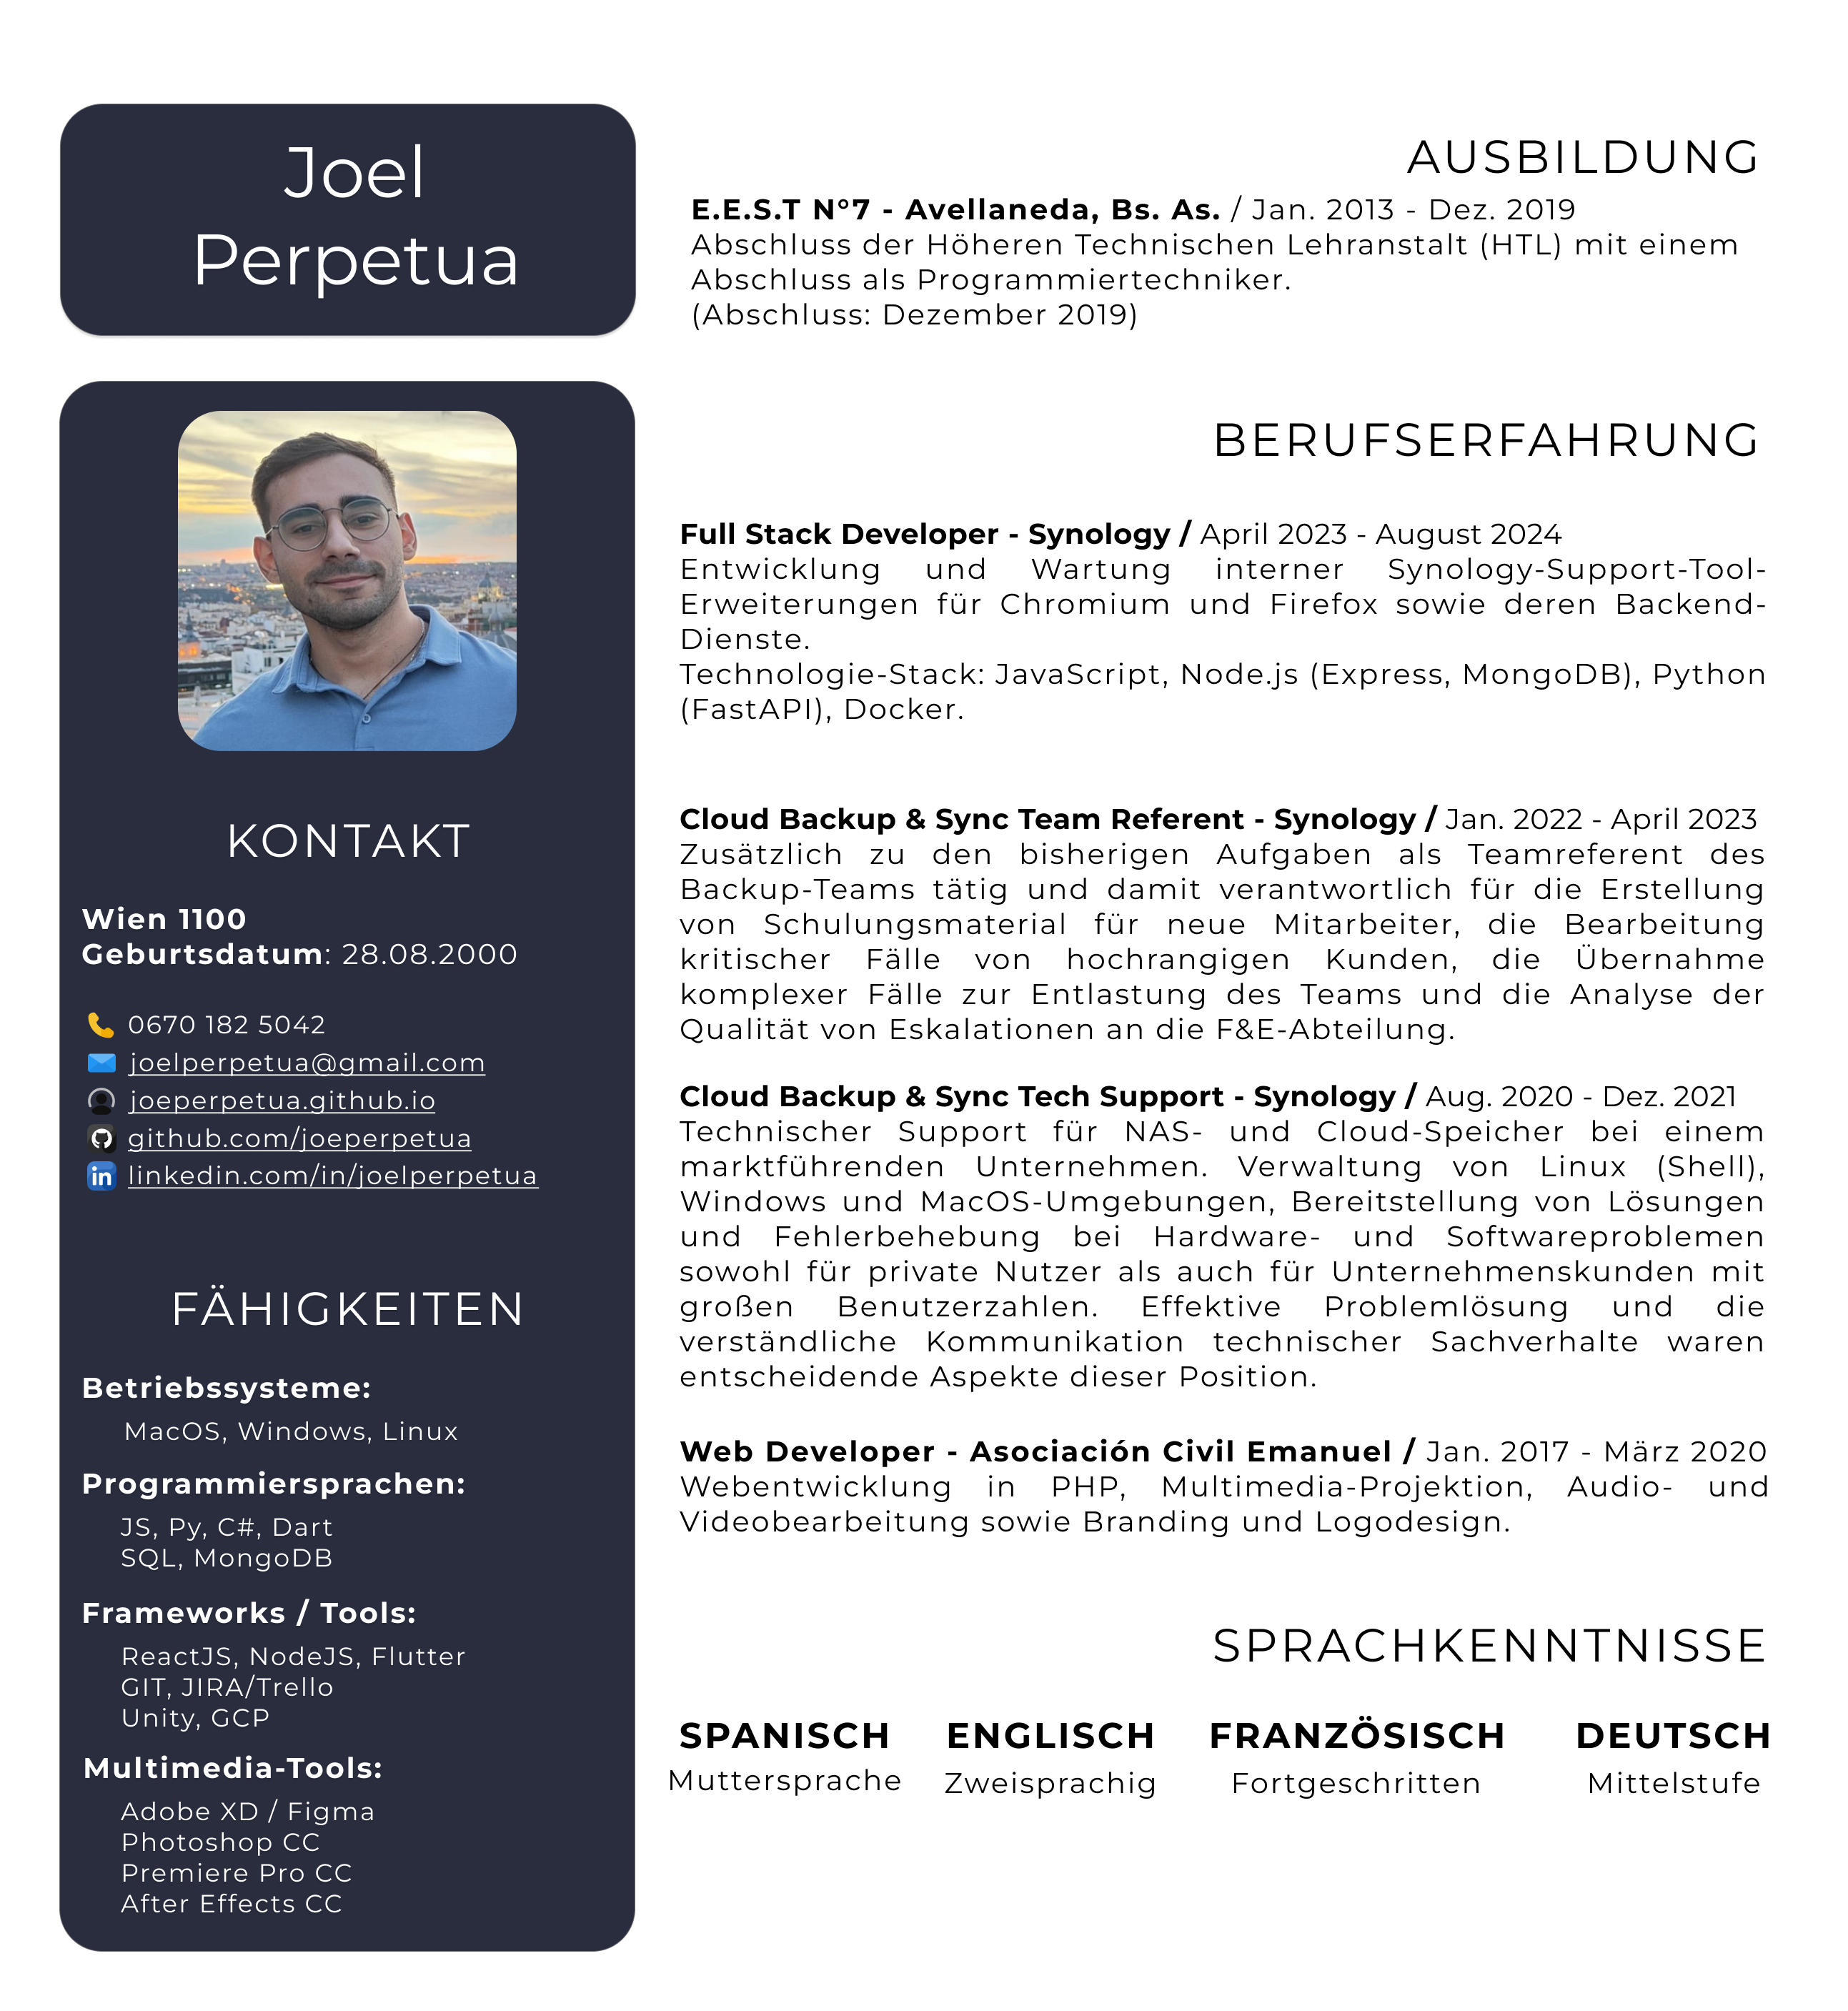 Joel
Perpetua
KONTAKT
Wien 1100
Geburtsdatum: 28.08.2000
0670 182 5042
joelperpetua@gmail.com
joeperpetua.github.io
github.com/joeperpetua
in linkedin.com/in/joelperpetua
FÄHIGKEITEN
Betriebssysteme:
MacOS, Windows, Linux
Programmiersprachen:
JS, Py, C#, Dart
SQL, MongoDB
Frameworks / Tools:
ReactJS, NodeJS, Flutter
GIT, JIRA/Trello
Unity, GCP
Multimedia-Tools:
Adobe XD / Figma
Photoshop CC
Premiere Pro CC
After Effects CC
AUSBILDUNG
E.E.S.T N°7 - Avellaneda, Bs. As. / Jan. 2013 - Dez. 2019
Abschluss der Höheren Technischen Lehranstalt (HTL) mit einem
Abschluss als Programmiertechniker.
(Abschluss: Dezember 2019)
BERUFSERFAHRUNG
Full Stack Developer - Synology / April 2023 - August 2024
Entwicklung und Wartung interner Synology-Support-Tool-
Erweiterungen für Chromium und Firefox sowie deren Backend-
Dienste.
Technologie-Stack: JavaScript, Node.js (Express, MongoDB), Python
(FastAPI), Docker.
Cloud Backup & Sync Team Referent - Synology / Jan. 2022 - April 2023
Zusätzlich zu den bisherigen Aufgaben als Teamreferent des
Backup-Teams tätig und damit verantwortlich für die Erstellung
von Schulungsmaterial für neue Mitarbeiter, die Bearbeitung
kritischer Fälle von hochrangigen Kunden, die Übernahme
komplexer Fälle zur Entlastung des Teams und die Analyse der
Qualität von Eskalationen an die F&E-Abteilung.
Cloud Backup & Sync Tech Support - Synology / Aug. 2020 - Dez. 2021
Technischer Support für NAS- und Cloud-Speicher bei einem
marktführenden Unternehmen. Verwaltung von Linux (Shell),
Windows und MacOS-Umgebungen, Bereitstellung von Lösungen
und Fehlerbehebung bei Hardware- und Softwareproblemen
sowohl für private Nutzer als auch für Unternehmenskunden mit
großen Benutzerzahlen. Effektive Problemlösung und die
verständliche Kommunikation technischer Sachverhalte waren
entscheidende Aspekte dieser Position.
Web Developer - Asociación Civil Emanuel / Jan. 2017 - März 2020
Webentwicklung in PHP, Multimedia-Projektion, Audio- und
Videobearbeitung sowie Branding und Logodesign.
SPRACHKENNTNISSE
SPANISCH ENGLISCH FRANZÖSISCH DEUTSCH
Muttersprache Zweisprachig Fortgeschritten Mittelstufe